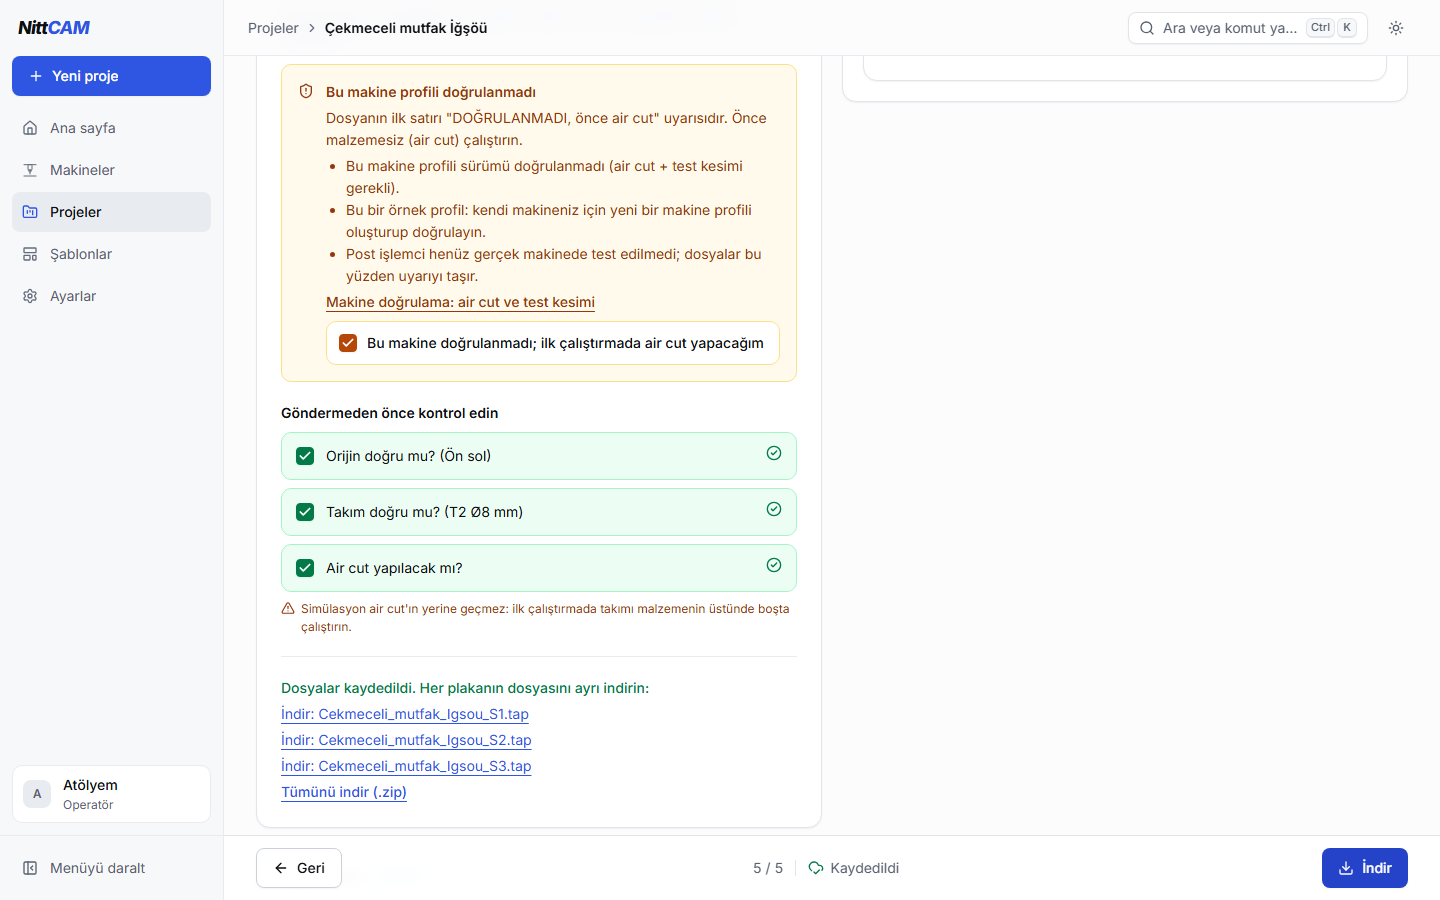 NittCAM
Projeler
Çekmeceli mutfak İğşöü
Ara veya komut ya...
Ctrl
K
Yeni proje
Ana sayfa
Makineler
Projeler
Şablonlar
Ayarlar
Bu makine profili doğrulanmadı
Dosyanın ilk satırı "DOĞRULANMADI, önce air cut" uyarısıdır. Önce
malzemesiz (air cut) çalıştırın.
Bu makine profili sürümü doğrulanmadı (air cut + test kesimi
gerekli).
Bu bir örnek profil: kendi makineniz için yeni bir makine profili
oluşturup doğrulayın.
Post işlemci henüz gerçek makinede test edilmedi; dosyalar bu
yüzden uyarıyı taşır.
Makine doğrulama: air cut ve test kesimi
Bu makine doğrulanmadı; ilk çalıştırmada air cut yapacağım
Göndermeden önce kontrol edin
Orijin doğru mu? (Ön sol)
Takım doğru mu? (T2 Ø8 mm)
Air cut yapılacak mı?
Simülasyon air cut'ın yerine geçmez: ilk çalıştırmada takımı malzemenin üstünde boşta
çalıştırın.
Dosyalar kaydedildi. Her plakanın dosyasını ayrı indirin:
İndir: Cekmeceli_mutfak_Igsou_S1.tap
İndir: Cekmeceli_mutfak_Igsou_S2.tap
İndir: Cekmeceli_mutfak_Igsou_S3.tap
Tümünü indir (.zip)
A
Atölyem
Operatör
Menüyü daralt
Geri
5 / 5
Kaydedildi
İndir